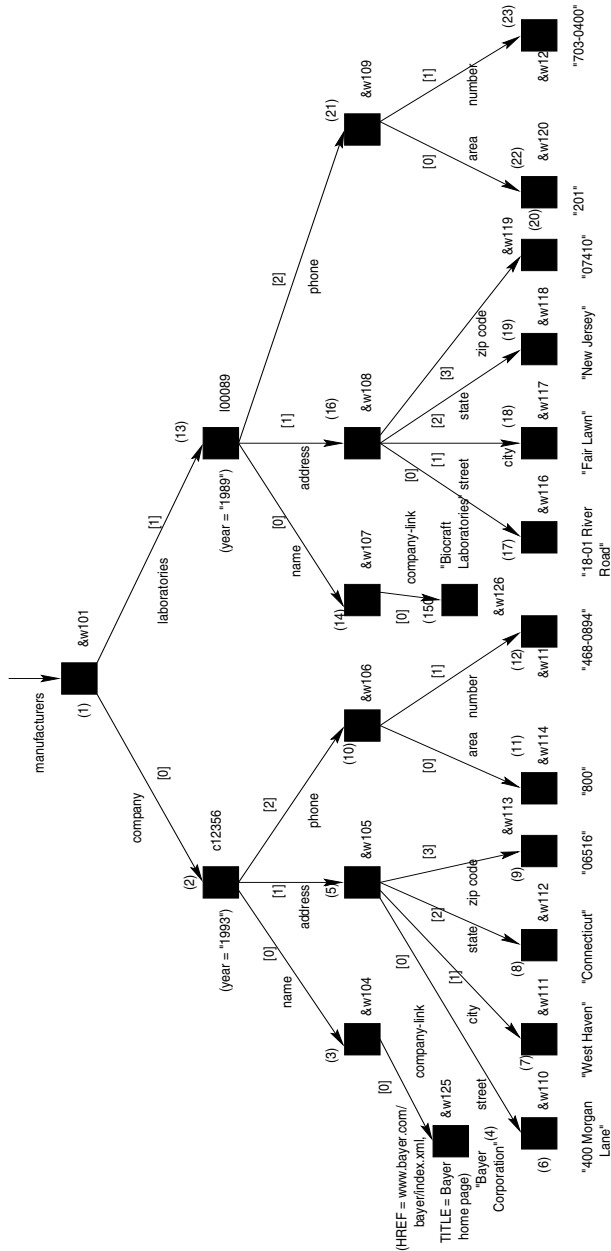 manufacturers
(1)
&w101
company
[0]
[1]
laboratories
(2)
c12356
(year = "1993")
(13)
l00089
(year = "1989")
[0]
name
[1]
address
[2]
phone
[0]
name
[1]
address
[2]
phone
(3)
&w104
(5)
&w105
(10)
&w106
(14)
&w107
(16)
&w108
(21)
&w109
[0]
company-link
(HREF = www.bayer.com/
bayer/index.xml,
TITLE = Bayer
home page)
&w125
"Bayer
Corporation"
(4)
[0]
street
[1]
city
[2]
state
[3]
zip code
[0]
area
[1]
number
[0]
company-link
(150)
"Biocraft
Laboratories"
&w126
[0]
street
[1]
city
[2]
state
[3]
zip code
[0]
area
[1]
number
(6)
&w110
"400 Morgan
Lane"
(7)
&w111
"West Haven"
(8)
&w112
"Connecticut"
(9)
&w113
"06516"
(11)
&w114
"800"
(12)
&w11
"468-0894"
(17)
&w116
"18-01 River
Road"
(18)
&w117
"Fair Lawn"
(19)
&w118
"New Jersey"
(20)
&w119
"07410"
(22)
&w120
"201"
(23)
&w12
"703-0400"